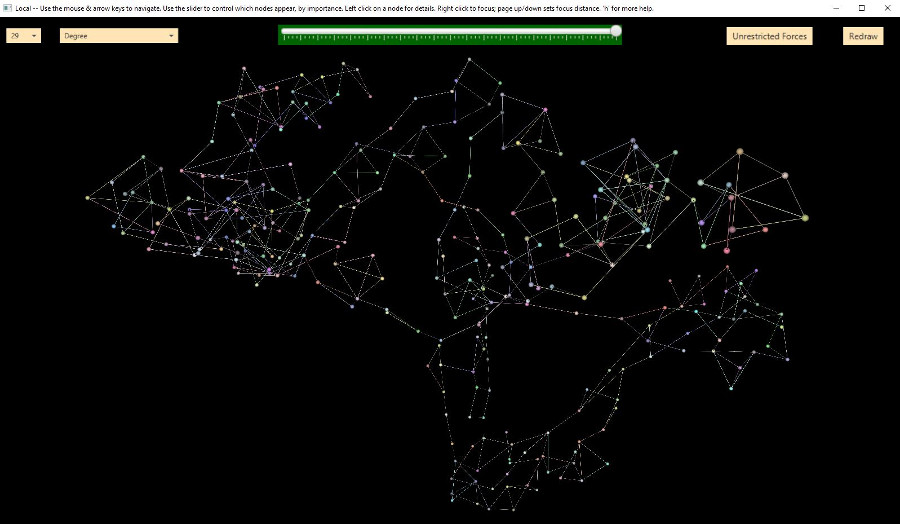 Local -- Use the mouse & arrow keys to navigate. Use the slider to control which nodes appear, by importance. Left click on a node for details. Right click to focus; page up/down sets focus distance. 'h' for more help.
29
Degree
Unrestricted Forces
Redraw